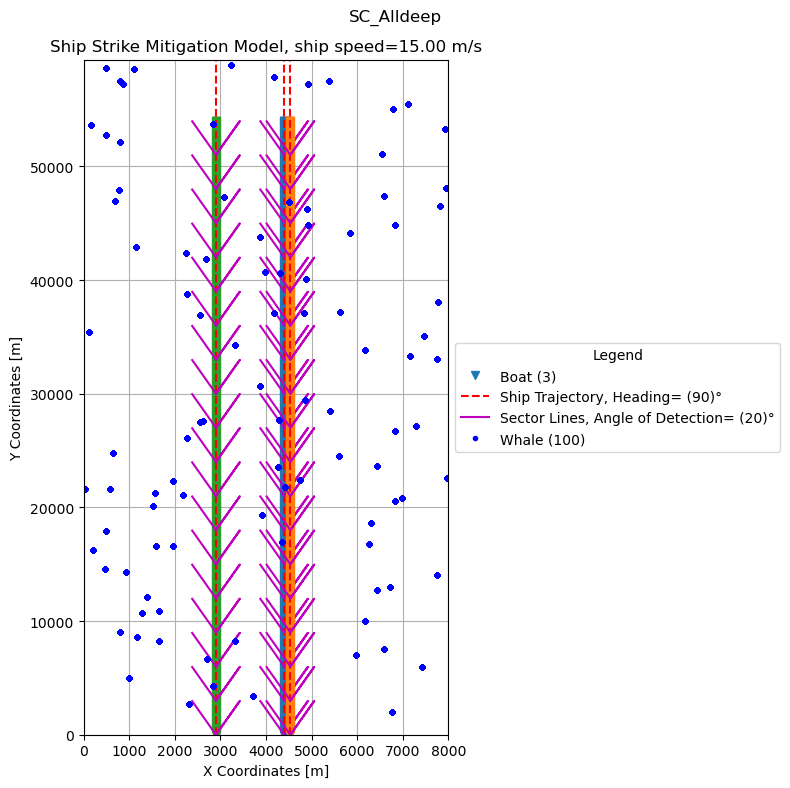 SC_Alldeep
Ship Strike Mitigation Model, ship speed=15.00 m/s
50000
40000
30000
20000
10000
0
Y Coordinates [m]
0 1000 2000 3000 4000 5000 6000 7000 8000
X Coordinates [m]
Legend
Boat (3)
Ship Trajectory, Heading= (90)°
Sector Lines, Angle of Detection= (20)°
Whale (100)